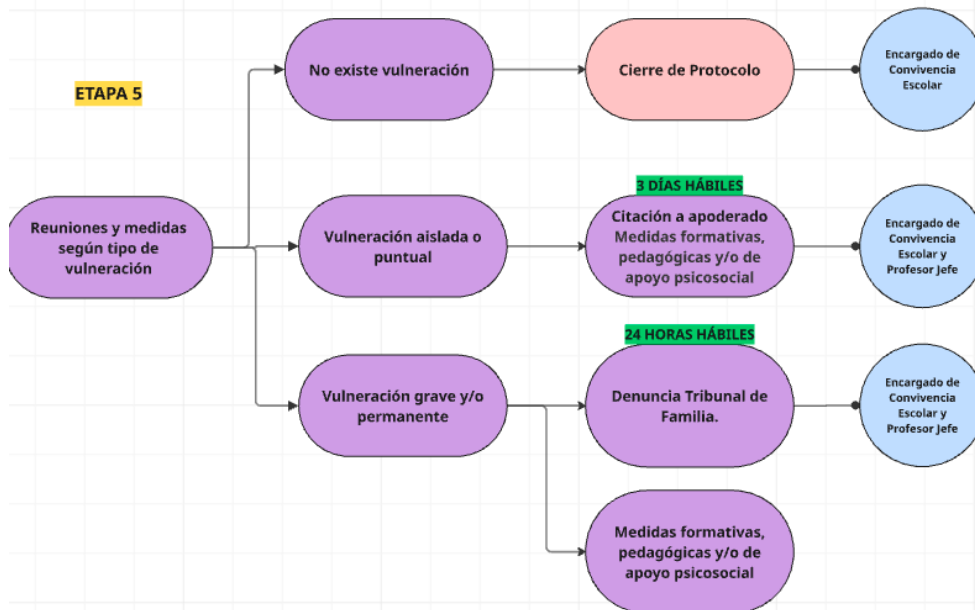 ETAPA 5
No existe vulneración
Cierre de Protocolo
Encargado de
Convivencia
Escolar
Reuniones y medidas
según tipo de
vulneración
Vulneración aislada o
puntual
3 DÍAS HÁBILES
Citación a apoderado
Medidas formativas,
pedagógicas y/o de
apoyo psicosocial
Encargado de
Convivencia
Escolar y
Profesor Jefe
Vulneración grave y/o
permanente
24 HORAS HÁBILES
Denuncia Tribunal de
Familia.
Encargado de
Convivencia
Escolar y
Profesor Jefe
Medidas formativas,
pedagógicas y/o de
apoyo psicosocial